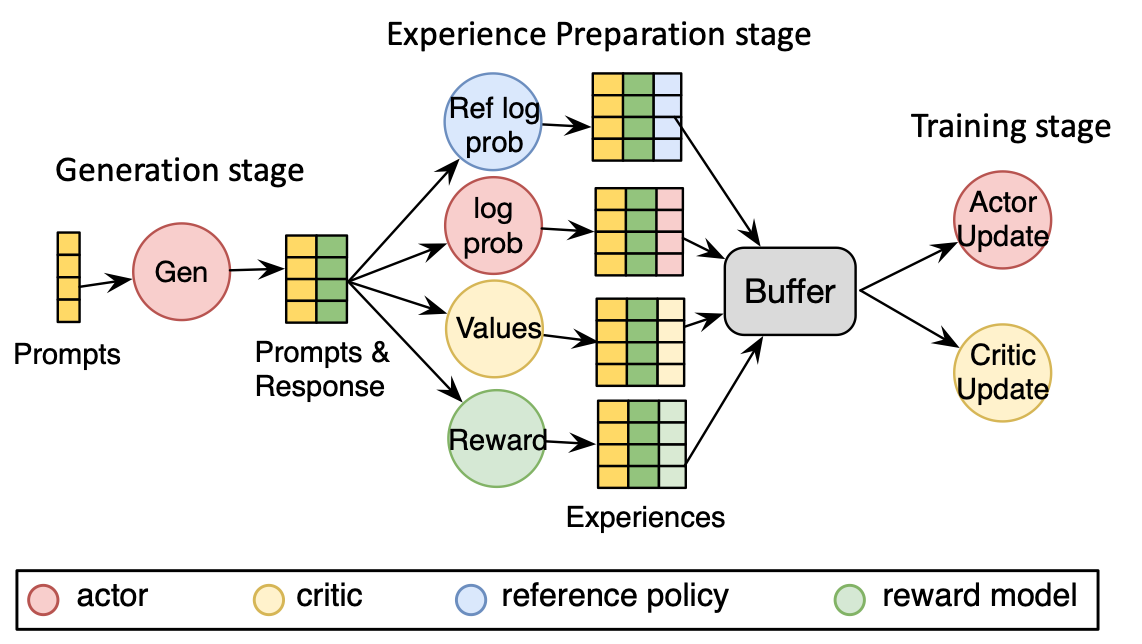 Experience Preparation stage
Generation stage
Training stage
Prompts
Gen
Prompts &
Response
Ref log
prob
log
prob
Values
Reward
Experiences
Buffer
Actor
Update
Critic
Update
actor
critic
reference policy
reward model